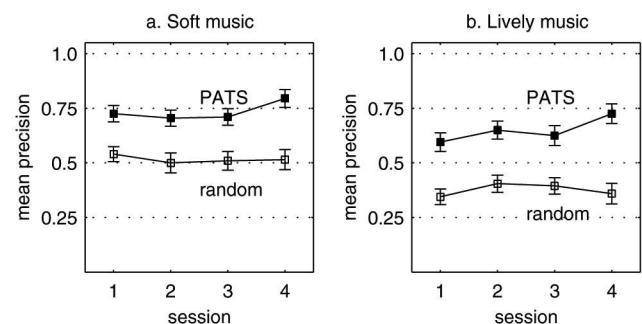 a. Soft music
1.0
0.75
0.5
0.25
mean precision
PATS
random
1 2 3 4
session
b. Lively music
1.0
0.75
0.5
0.25
mean precision
PATS
random
1 2 3 4
session